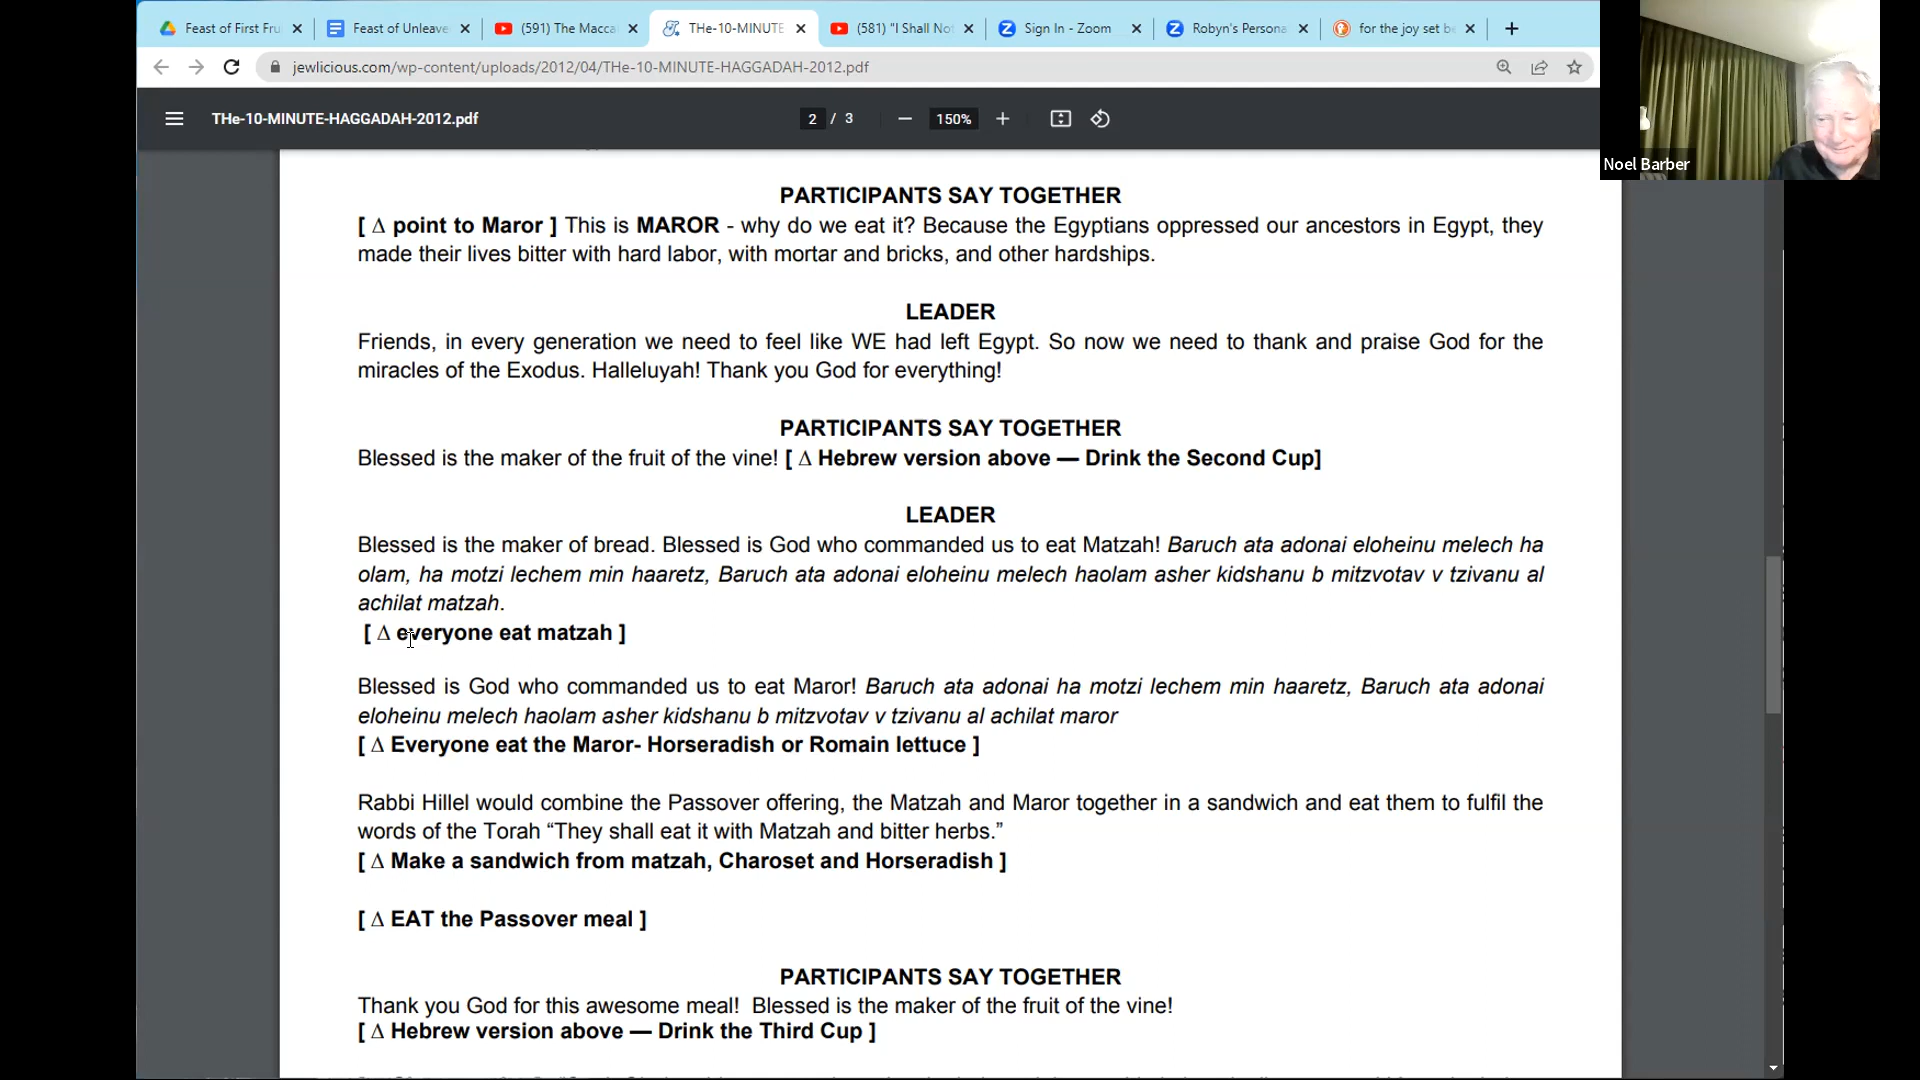 Feast of First Fru
Feast of Unleave
(591) The Macca
THe-10-MINUTE
(581) "I Shall No
Sign In - Zoom
Robyn's Persona
for the joy set b
jewlicious.com/wp-content/uploads/2012/04/THe-10-MINUTE-HAGGADAH-2012.pdf
THe-10-MINUTE-HAGGADAH-2012.pdf
2 / 3
150%
Noel Barber
PARTICIPANTS SAY TOGETHER
[ Δ point to Maror ] This is MAROR - why do we eat it? Because the Egyptians oppressed our ancestors in Egypt, they
made their lives bitter with hard labor, with mortar and bricks, and other hardships.
LEADER
Friends, in every generation we need to feel like WE had left Egypt. So now we need to thank and praise God for the
miracles of the Exodus. Halleluyah! Thank you God for everything!
PARTICIPANTS SAY TOGETHER
Blessed is the maker of the fruit of the vine! [ Δ Hebrew version above — Drink the Second Cup]
LEADER
Blessed is the maker of bread. Blessed is God who commanded us to eat Matzah! Baruch ata adonai eloheinu melech ha
olam, ha motzi lechem min haaretz, Baruch ata adonai eloheinu melech haolam asher kidshanu b mitzvotav v tzivanu al
achilat matzah.
[ Δ everyone eat matzah ]
Blessed is God who commanded us to eat Maror! Baruch ata adonai ha motzi lechem min haaretz, Baruch ata adonai
eloheinu melech haolam asher kidshanu b mitzvotav v tzivanu al achilat maror
[ Δ Everyone eat the Maror- Horseradish or Romain lettuce ]
Rabbi Hillel would combine the Passover offering, the Matzah and Maror together in a sandwich and eat them to fulfil the
words of the Torah “They shall eat it with Matzah and bitter herbs.”
[ Δ Make a sandwich from matzah, Charoset and Horseradish ]
[ Δ EAT the Passover meal ]
PARTICIPANTS SAY TOGETHER
Thank you God for this awesome meal! Blessed is the maker of the fruit of the vine!
[ Δ Hebrew version above — Drink the Third Cup ]